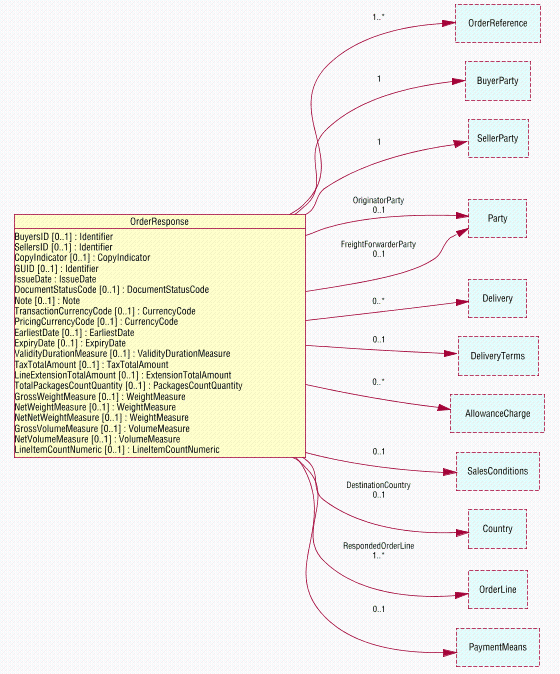 1..*
OrderReference
1
BuyerParty
1
SellerParty
OriginatorParty
0..1
Party
FreightForwarderParty
0..1
OrderResponse
BuyersID [0..1] : Identifier
SellersID [0..1] : Identifier
CopyIndicator [0..1] : CopyIndicator
GUID [0..1] : Identifier
IssueDate : IssueDate
DocumentStatusCode [0..1] : DocumentStatusCode
Note [0..1] : Note
TransactionCurrencyCode [0..1] : CurrencyCode
PricingCurrencyCode [0..1] : CurrencyCode
EarliestDate [0..1] : EarliestDate
ExpiryDate [0..1] : ExpiryDate
ValidityDurationMeasure [0..1] : ValidityDurationMeasure
TaxTotalAmount [0..1] : TaxTotalAmount
LineExtensionTotalAmount [0..1] : ExtensionTotalAmount
TotalPackagesCountQuantity [0..1] : PackagesCountQuantity
GrossWeightMeasure [0..1] : WeightMeasure
NetWeightMeasure [0..1] : WeightMeasure
NetNetWeightMeasure [0..1] : WeightMeasure
GrossVolumeMeasure [0..1] : VolumeMeasure
NetVolumeMeasure [0..1] : VolumeMeasure
LineItemCountNumeric [0..1] : LineItemCountNumeric
0..*
Delivery
0..1
DeliveryTerms
0..*
AllowanceCharge
0..1
SalesConditions
DestinationCountry
0..1
Country
RespondedOrderLine
1..*
OrderLine
0..1
PaymentMeans